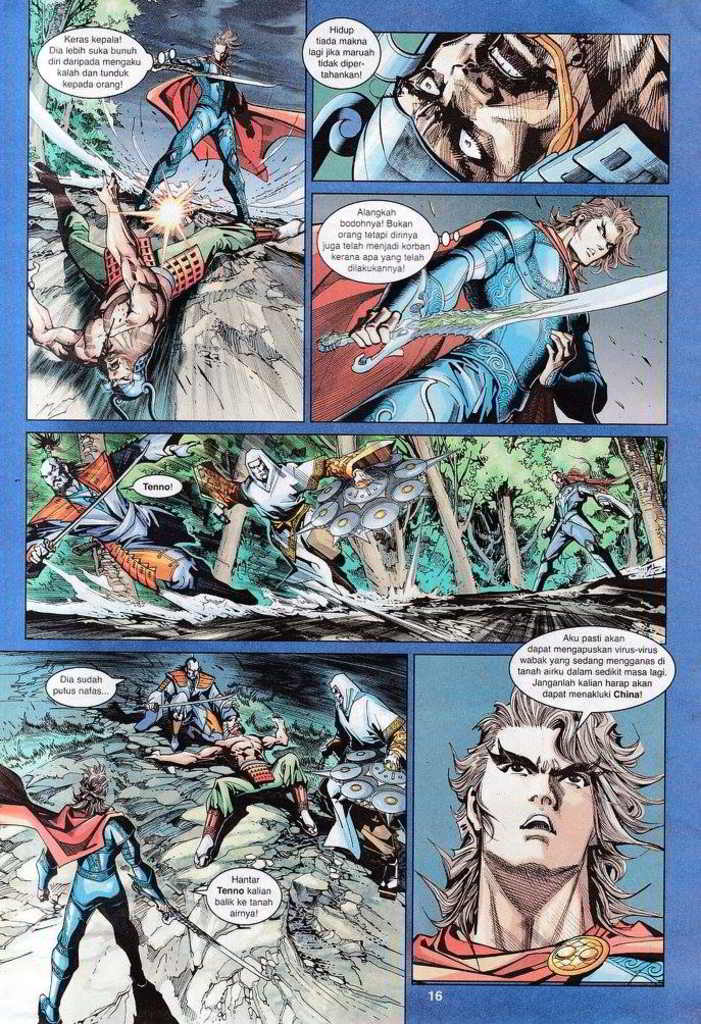 Keras kepala!
Dia lebih suka bunuh
diri daripada mengaku
kalah dan tunduk
kepada orang!
Hidup
tiada makna
lagi jika maruah
tidak diper-
tahankan!
Alangkah
bodohnya! Bukan
orang tetapi dirinya
juga telah menjadi korban
kerana apa yang telah
dilakukannya!
Tenno!
Dia sudah
putus nafas...
Hantar
Tenno kalian
balik ke tanah
airnya!
Aku pasti akan
dapat mengapuskan virus-virus
wabak yang sedang mengganas di
tanah airku dalam sedikit masa lagi.
Janganlah kalian harap akan
dapat menakluki China!
16